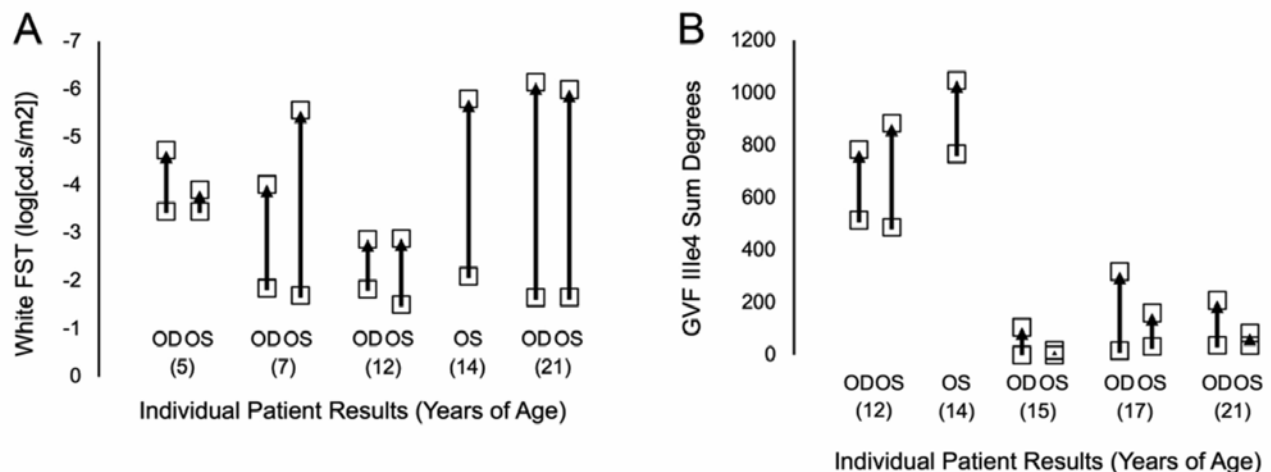 A
White FST (log[cd.s/m2])
-7
-6
-5
-4
-3
-2
-1
0
OD OS OD OS OD OS OS OD OS
(5) (7) (12) (14) (21)
Individual Patient Results (Years of Age)
B
GVF IIIe4 Sum Degrees
1200
1000
800
600
400
200
0
OD OS OS OD OS OD OS OD OS
(12) (14) (15) (17) (21)
Individual Patient Results (Years of Age)